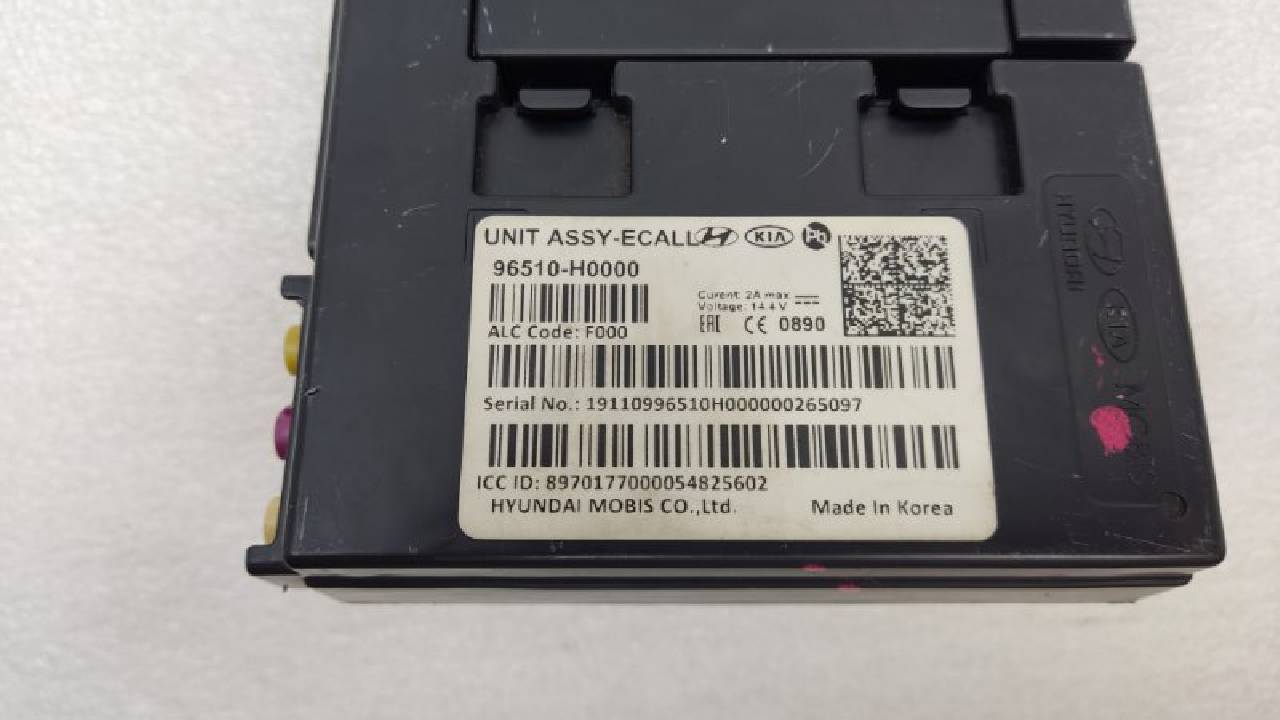 UNIT ASSY-ECALL
KIA
Pb
96510-H0000
Curent: 2A max
Voltage: 14.4 V
ALC Code: F000
EAC CE 0890
Serial No.: 19110996510H000000265097
ICC ID: 8970177000054825602
HYUNDAI MOBIS CO.,Ltd.
Made In Korea
HYUNDAI
KIA
MOBIS